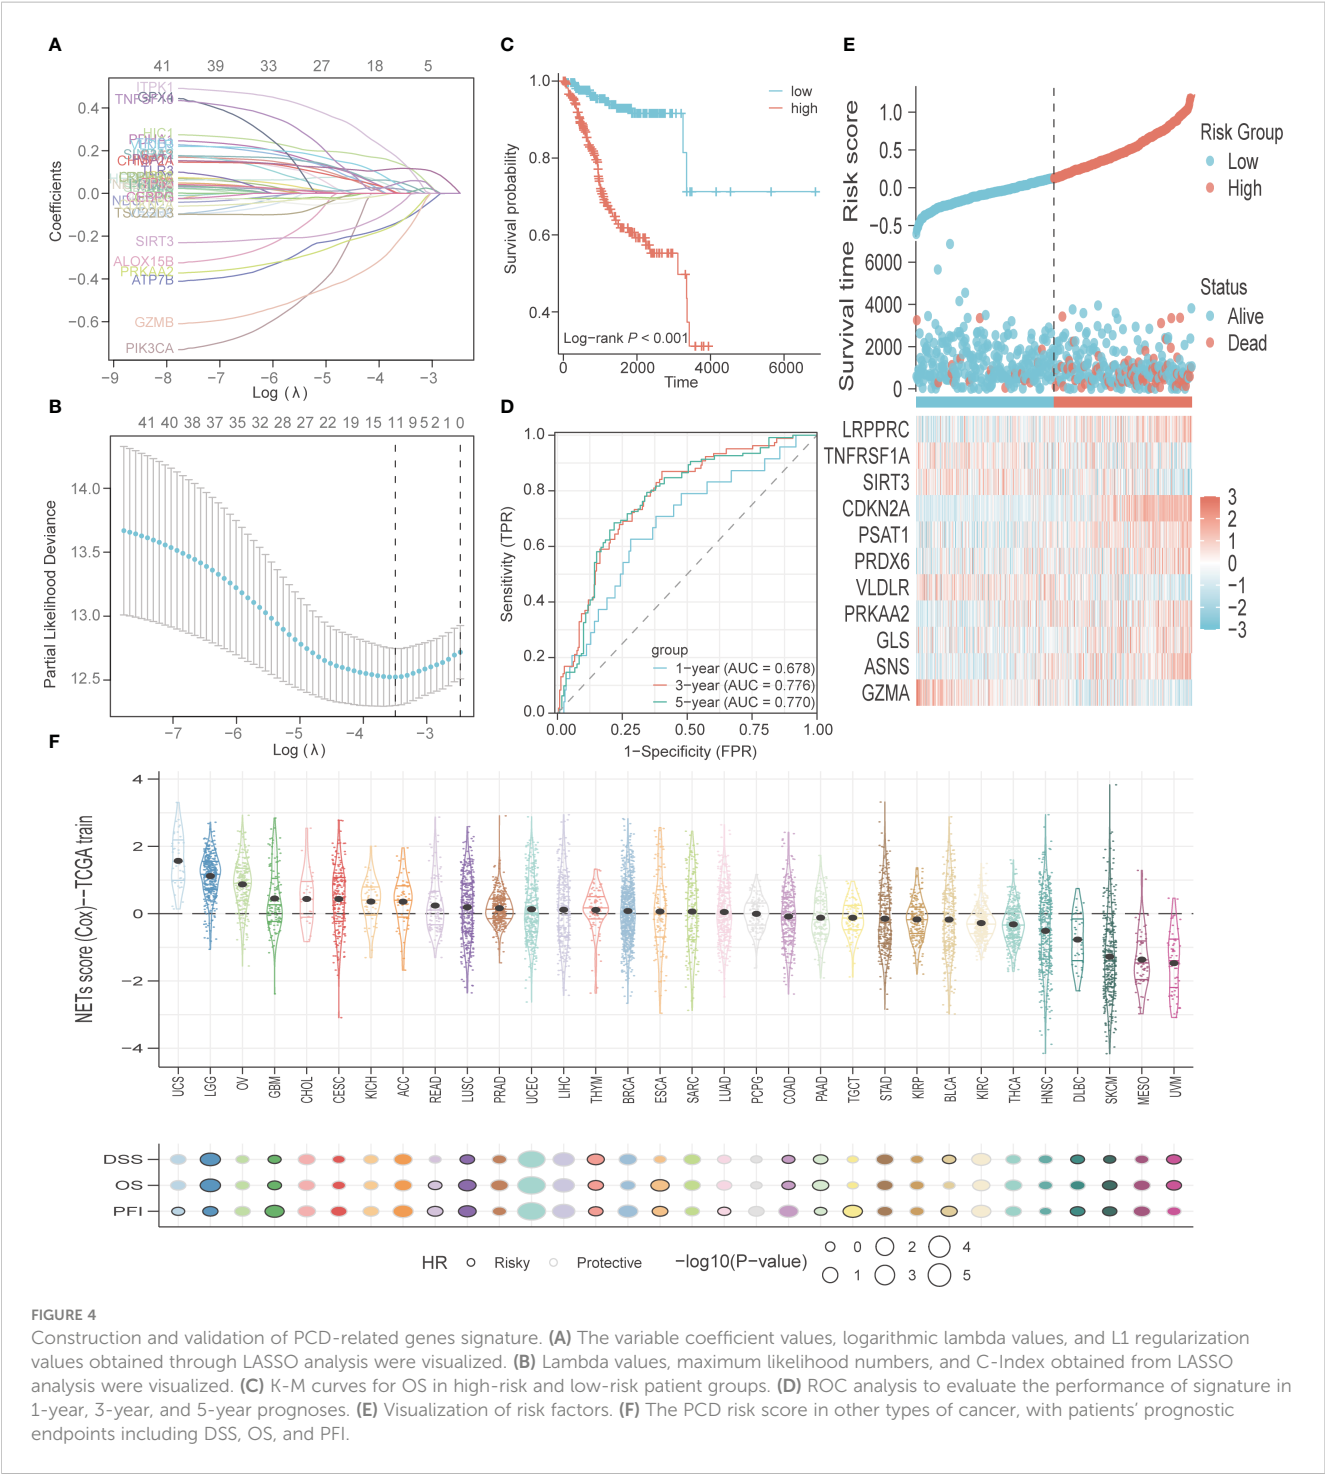 A
41 39 33 27 18 5
Coefficients
0.4
0.2
0.0
−0.2
−0.4
−0.6
ITPK1
GPX4
HIC1
TLR3
SIRT3
ALOX15B
PRKAA2
ATP7B
GZMB
PIK3CA
−9 −8 −7 −6 −5 −4 −3
Log (λ)
B
41 40 38 37 35 32 28 27 22 19 15 11 9 5 2 1 0
Partial Likelihood Deviance
14.0
13.5
13.0
12.5
−7 −6 −5 −4 −3
Log (λ)
C
Survival probability
1.0
0.8
0.6
0.4
low
high
Log−rank P < 0.001
0 2000 4000 6000
Time
D
Sensitivity (TPR)
1.0
0.8
0.6
0.4
0.2
0.0
group
1−year (AUC = 0.678)
3−year (AUC = 0.776)
5−year (AUC = 0.770)
0.00 0.25 0.50 0.75 1.00
1−Specificity (FPR)
E
Risk score
1.0
0.5
0.0
−0.5
Risk Group
Low
High
Survival time
6000
4000
2000
0
Status
Alive
Dead
LRPPRC
TNFRSF1A
SIRT3
CDKN2A
PSAT1
PRDX6
VLDLR
PRKAA2
GLS
ASNS
GZMA
3
2
1
0
−1
−2
−3
F
NETs score (Cox)−−TCGA train
4
2
0
−2
−4
UCS LGG OV GBM CHOL CESC KICH ACC READ LUSC PRAD UCEC LIHC THYM BRCA ESCA SARC LUAD PCPG COAD PAAD TGCT STAD KIRP BLCA KIRC THCA HNSC DLBC SKCM MESO UVM
DSS
OS
PFI
HR Risky Protective −log10(P−value) 0 2 4
1 3 5
FIGURE 4
Construction and validation of PCD-related genes signature. (A) The variable coefficient values, logarithmic lambda values, and L1 regularization
values obtained through LASSO analysis were visualized. (B) Lambda values, maximum likelihood numbers, and C-Index obtained from LASSO
analysis were visualized. (C) K-M curves for OS in high-risk and low-risk patient groups. (D) ROC analysis to evaluate the performance of signature in
1-year, 3-year, and 5-year prognoses. (E) Visualization of risk factors. (F) The PCD risk score in other types of cancer, with patients’ prognostic
endpoints including DSS, OS, and PFI.